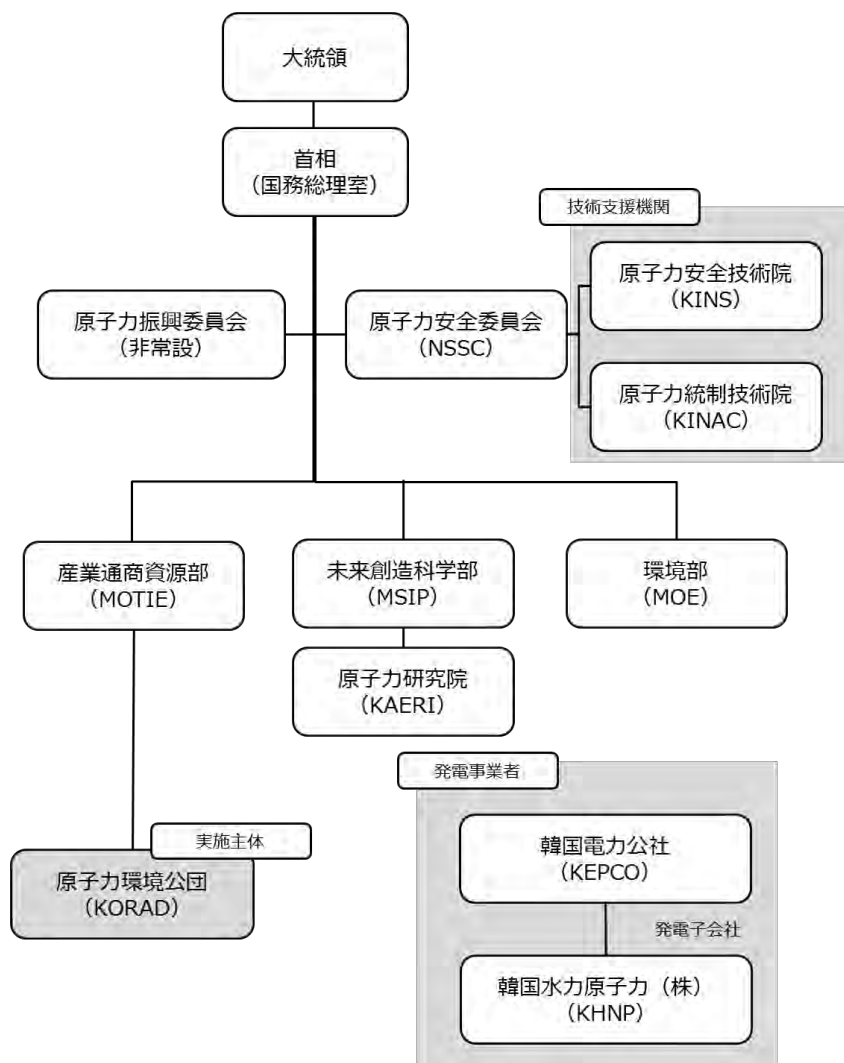 大統領
首相
（国務総理室）
技術支援機関
原子力安全技術院
（KINS）
原子力振興委員会
（非常設）
原子力安全委員会
（NSSC）
原子力統制技術院
（KINAC）
産業通商資源部
（MOTIE）
未来創造科学部
（MSIP）
環境部
（MOE）
原子力研究院
（KAERI）
発電事業者
実施主体
原子力環境公団
（KORAD）
韓国電力公社
（KEPCO）
発電子会社
韓国水力原子力（株）
（KHNP）